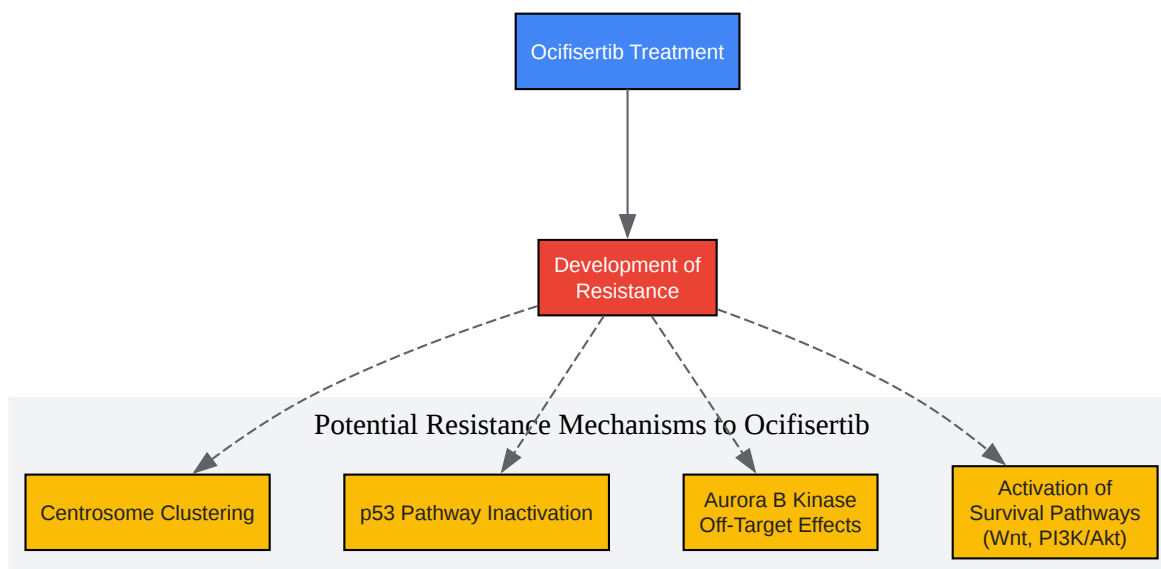 Ocifisertib Treatment
Development of
Resistance
Potential Resistance Mechanisms to Ocifisertib
Centrosome Clustering
p53 Pathway Inactivation
Aurora B Kinase
Off-Target Effects
Activation of
Survival Pathways
(Wnt, PI3K/Akt)